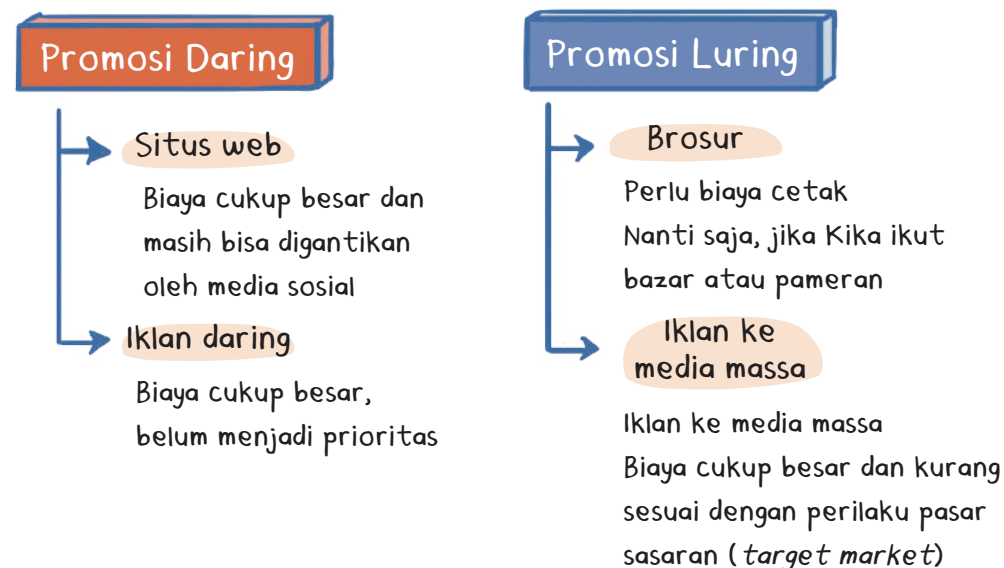 Promosi Daring
Situs web
Biaya cukup besar dan
masih bisa digantikan
oleh media sosial
Iklan daring
Biaya cukup besar,
belum menjadi prioritas
Promosi Luring
Brosur
Perlu biaya cetak
Nanti saja, jika Kika ikut
bazar atau pameran
Iklan ke
media massa
Iklan ke media massa
Biaya cukup besar dan kurang
sesuai dengan perilaku pasar
sasaran (target market)